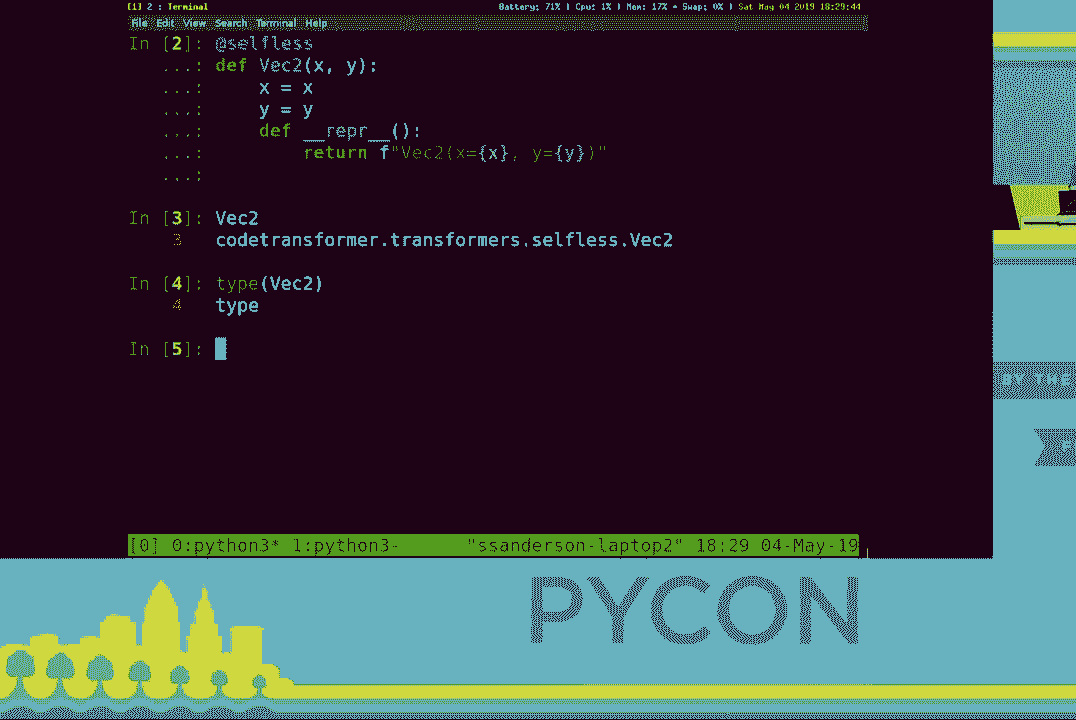 [1] 2 : Terminal Battery: 71% | Cpu: 1% | Mem: 17% + Swap: 0% | Sat May 04 2019 18:29:44
File Edit View Search Terminal Help
In [2]: @selfless
...: def Vec2(x, y):
...:     x = x
...:     y = y
...:     def __repr__():
...:         return f"Vec2(x={x}, y={y})"
...:
In [3]: Vec2
3 codetransformer.transformers.selfless.Vec2
In [4]: type(Vec2)
4 type
In [5]:
BY THE
[0] 0:python3* 1:python3- "ssanderson-laptop2" 18:29 04-May-19
PYCON